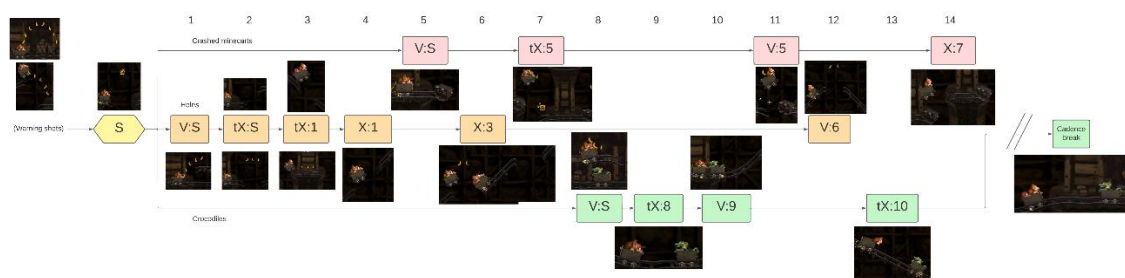 1 2 3 4 5 6 7 8 9 10 11 12 13 14
Crashed minecarts
V:S tX:5 V:5 X:7
Holes
(Warning shots) S V:S tX:S tX:1 X:1 X:3 V:6 Cadence
break
Crocodiles
V:S tX:8 V:9 tX:10